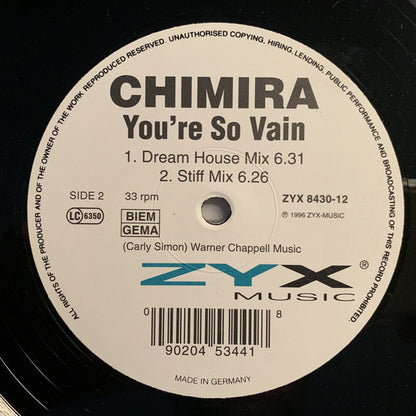 ALL RIGHTS OF THE PRODUCER AND OF THE OWNER OF THE WORK REPRODUCED RESERVED. UNAUTHORISED COPYING, HIRING, LENDING, PUBLIC PERFORMANCE AND BROADCASTING OF THIS RECORD PROHIBITED.
CHIMIRA
You're So Vain
1. Dream House Mix 6.31
2. Stiff Mix 6.26
SIDE 2 33 rpm ZYX 8430-12
LC 6350 BIEM GEMA ℗ 1996 ZYX-MUSIC
(Carly Simon) Warner Chappell Music
ZYX ®
MUSIC
0 90204 53441 8
MADE IN GERMANY